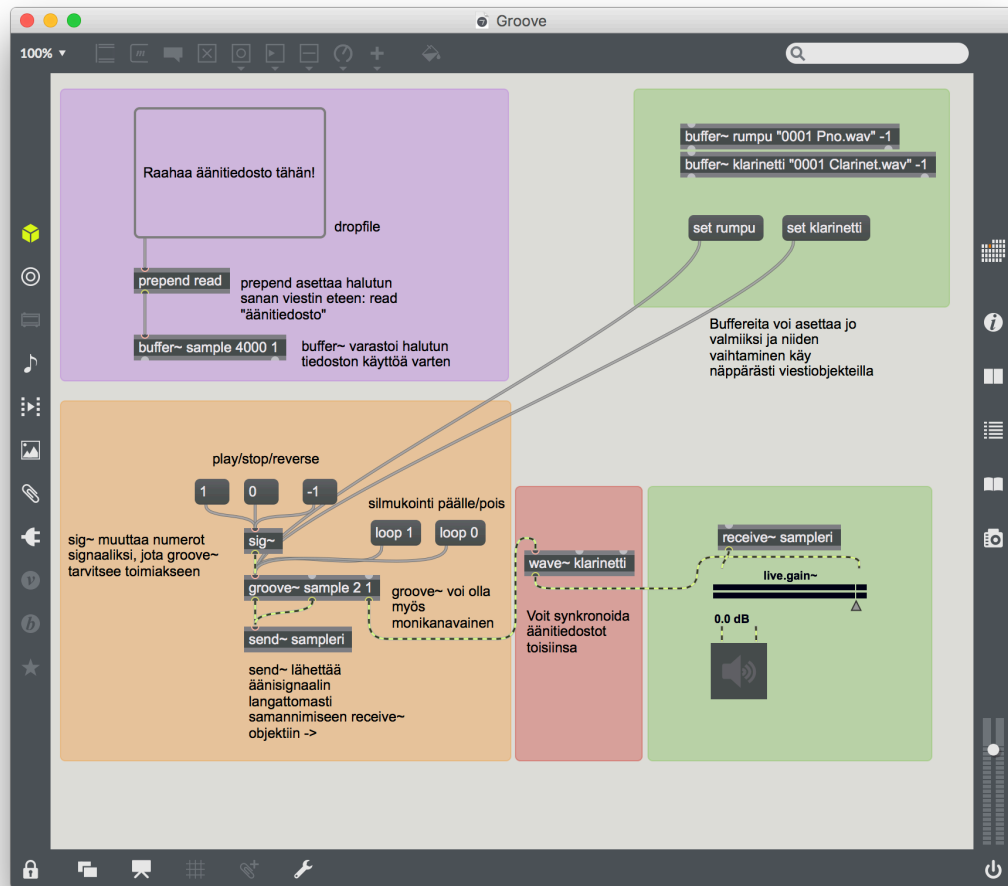 Groove
100%
Raahaa äänitiedosto tähän!
dropfile
prepend read
prepend asettaa halutun
sanan viestin eteen: read
"äänitiedosto"
buffer~ sample 4000 1
buffer~ varastoi halutun
tiedoston käyttöä varten
buffer~ rumpu "0001 Pno.wav" -1
buffer~ klarinetti "0001 Clarinet.wav" -1
set rumpu
set klarinetti
Buffereita voi asettaa jo
valmiiksi ja niiden
vaihtaminen käy
näppärästi viestiobjekteilla
play/stop/reverse
1
0
-1
silmukointi päälle/pois
loop 1
loop 0
sig~ muuttaa numerot
signaaliksi, jota groove~
tarvitsee toimiakseen
sig~
groove~ sample 2 1
groove~ voi olla
myös
monikanavainen
send~ sampleri
send~ lähettää
äänisignaalin
langattomasti
samannimiseen receive~
objektiin ->
wave~ klarinetti
Voit synkronoida
äänitiedostot
toisiinsa
receive~ sampleri
live.gain~
0.0 dB